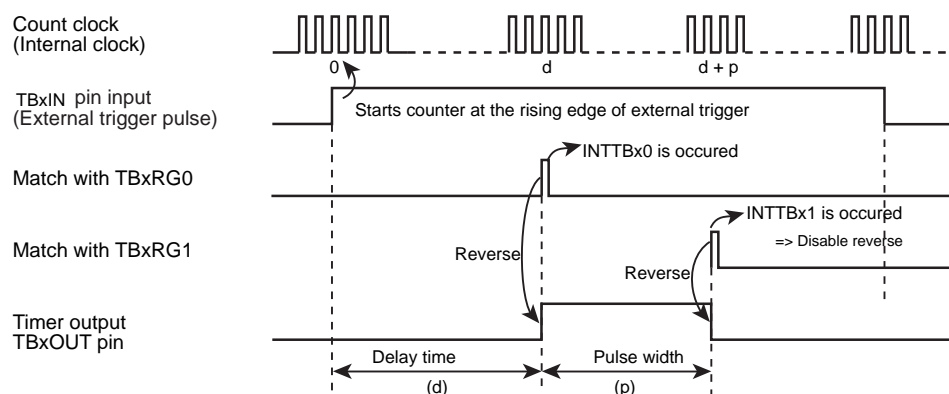 Count clock
(Internal clock)
0
d
d + p
TBxIN pin input
(External trigger pulse)
Starts counter at the rising edge of external trigger
INTTBx0 is occured
Match with TBxRG0
INTTBx1 is occured
=> Disable reverse
Match with TBxRG1
Reverse
Reverse
Timer output
TBxOUT pin
Delay time
(d)
Pulse width
(p)